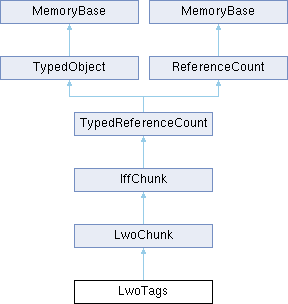 MemoryBase MemoryBase
TypedObject ReferenceCount
TypedReferenceCount
IffChunk
LwoChunk
LwoTags